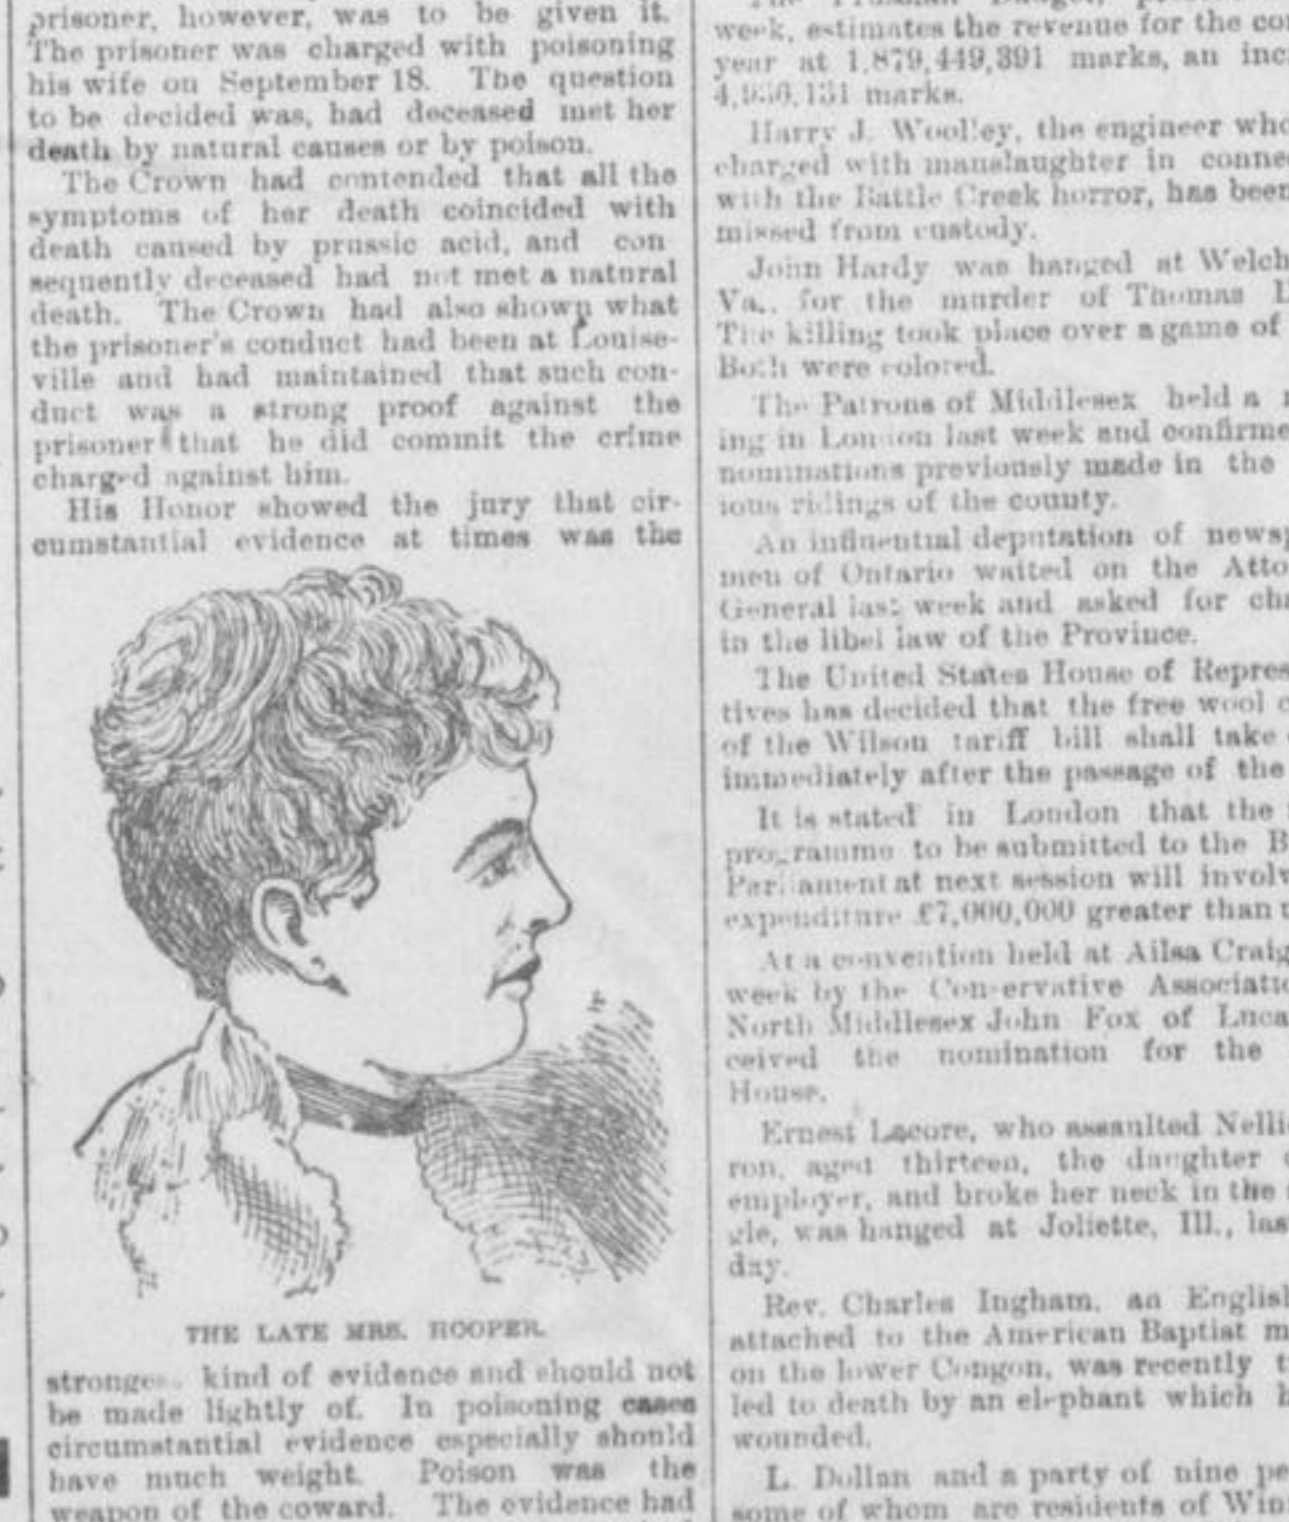 prisoner, however, was to be given it.
The prisoner was charged with poisoning
his wife on September 18. The question
to be decided was, had deceased met her
death by natural causes or by poison.
The Crown had contended that all the
symptoms of her death coincided with
death caused by prussic acid, and con
sequently deceased had not met a natural
death. The Crown had also shown what
the prisoner's conduct had been at Louise-
ville and had maintained that such con-
duct was a strong proof against the
prisoner that he did commit the crime
charged against him.
His Honor showed the jury that cir-
cumstantial evidence at times was the
THE LATE MRS. HOOPER.
kind of evidence and should not
be made lightly of. In poisoning cases
circumstantial evidence especially should
have much weight. Poison was the
weapon of the coward. The evidence had
week, estimates the revenue for the
year at 1,879,449,391 marks, an
marks.
Harry J. Woolley, the engineer
charged with manslaughter in
with the Battle Creek horror, has been
missed from custody.
John Hardy was hanged at Welch
Va., for the murder of Thomas
The killing took place over a game of
Both were colored.
The Patrons of Middlesex held a
ing in London last week and
nominations previously made in the
ious ridings of the county.
An influential deputation of
men of Ontario waited on the
General last week and asked for
in the libel law of the Province.
The United States House of
tives has decided that the free wool
of the Wilson tariff bill shall take
immediately after the passage of the
It is stated in London that the
programme to be submitted to the
Parliament at next session will
expenditure £7,000,000 greater than
At a convention held at Ailsa Craig
week by the Conservative
North Middlesex John Fox of
ceived the nomination for the
House.
Ernest Lacore, who assaulted
ron, aged thirteen, the daughter
employer, and broke her neck in the
gle, was hanged at Joliette, Ill.,
day.
Rev. Charles Ingham, an
attached to the American Baptist
on the lower Congon, was recently
led to death by an elephant which
wounded.
L. Dollan and a party of nine
some of whom are residents of